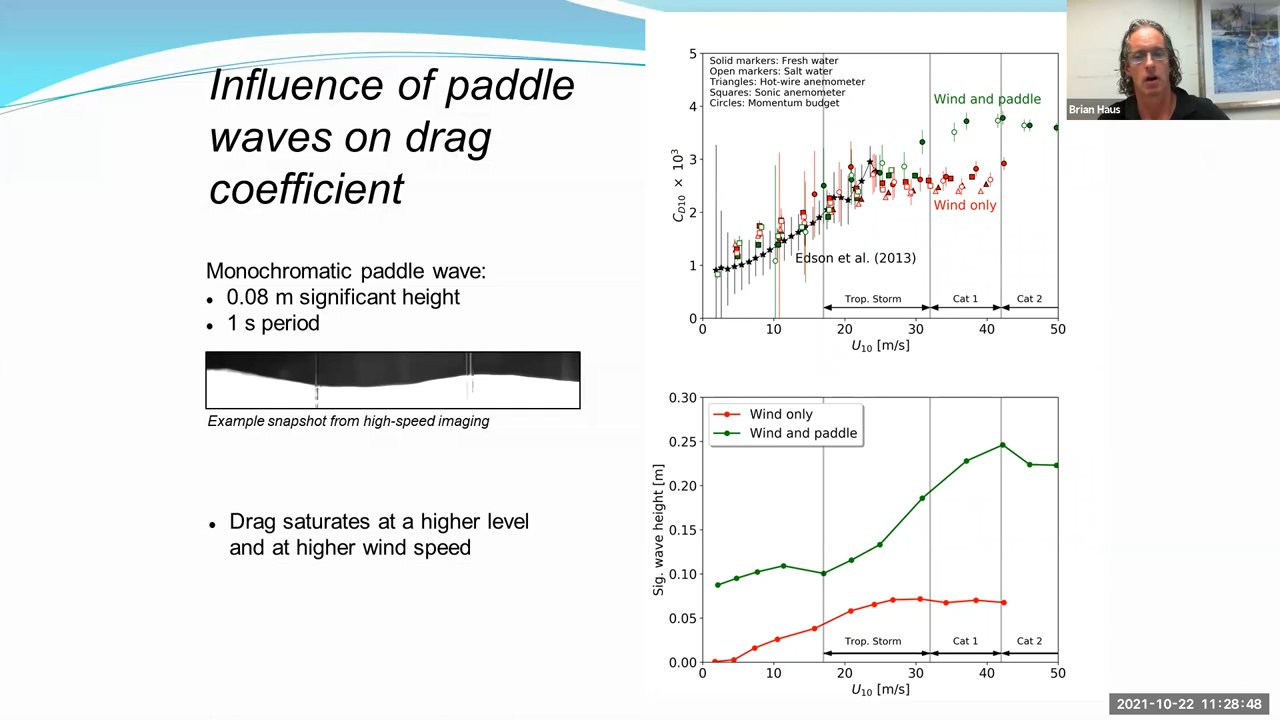 Influence of paddle
waves on drag
coefficient
Monochromatic paddle wave:
• 0.08 m significant height
• 1 s period
Example snapshot from high-speed imaging
• Drag saturates at a higher level
and at higher wind speed
5
4
3
2
1
0
C_D10 × 10³
Solid markers: Fresh water
Open markers: Salt water
Triangles: Hot-wire anemometer
Squares: Sonic anemometer
Circles: Momentum budget
Wind and paddle
Wind only
Edson et al. (2013)
Trop. Storm
Cat 1
Cat 2
0 10 20 30 40 50
U₁₀ [m/s]
0.30
0.25
0.20
0.15
0.10
0.05
0.00
Sig. wave height [m]
Wind only
Wind and paddle
Trop. Storm
Cat 1
Cat 2
0 10 20 30 40 50
U₁₀ [m/s]
Brian Haus
2021-10-22 11:28:48